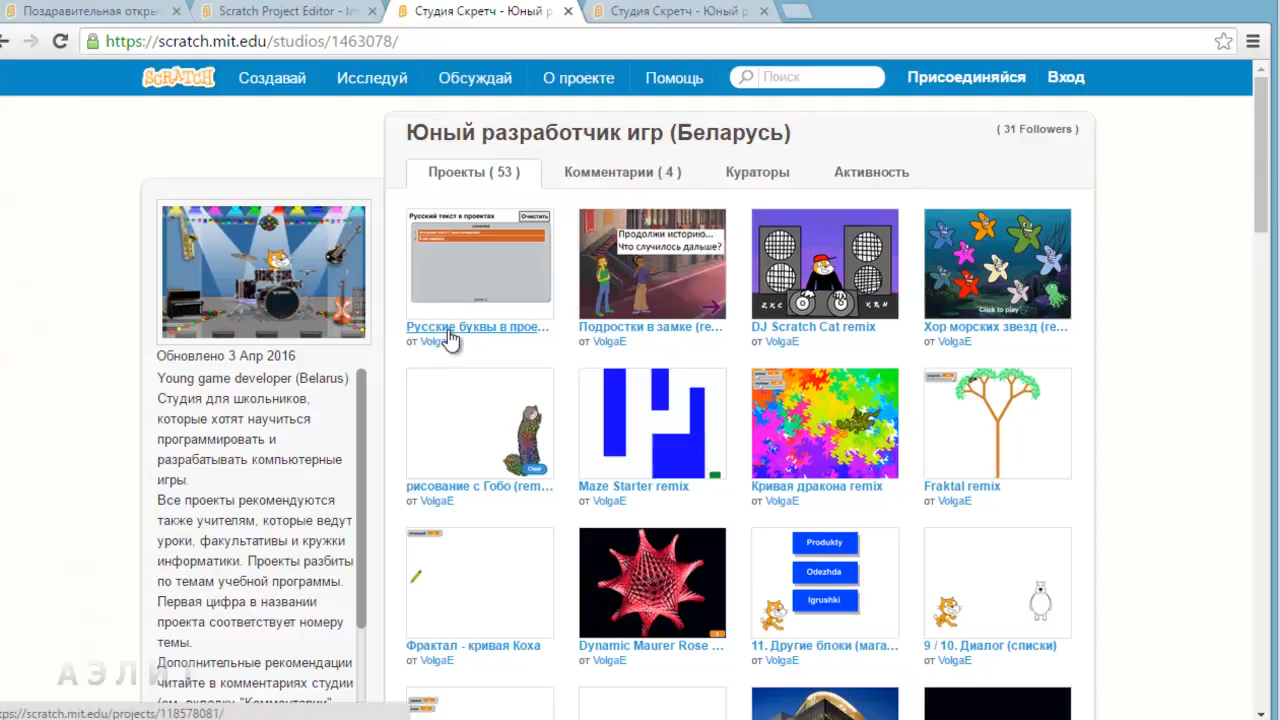 Поздравительная откры
Scratch Project Editor - Im
Студия Скретч - Юный р
Студия Скретч - Юный р
https://scratch.mit.edu/studios/1463078/
SCRATCH
Создавай
Исследуй
Обсуждай
О проекте
Помощь
Поиск
Присоединяйся
Вход
Юный разработчик игр (Беларусь)
( 31 Followers )
Проекты ( 53 )
Комментарии ( 4 )
Кураторы
Активность
Обновлено 3 Апр 2016
Young game developer (Belarus)
Студия для школьников,
которые хотят научиться
программировать и
разрабатывать компьютерные
игры.
Все проекты рекомендуются
также учителям, которые ведут
уроки, факультативы и кружки
информатики. Проекты разбиты
по темам учебной программы.
Первая цифра в названии
проекта соответствует номеру
темы.
Дополнительные рекомендации
читайте в комментариях студии
(см. вкладку "Комментарии"
Русский текст в проектах
Очистить
Русские буквы в прое...
от VolgaE
Продолжи историю...
Что случилось дальше?
Подростки в замке (re...
от VolgaE
Z, X, C
V, B, N
DJ Scratch Cat remix
от VolgaE
Click to play
Хор морских звезд (re...
от VolgaE
Clear
рисование с Гобо (rem...
от VolgaE
Maze Starter remix
от VolgaE
Кривая дракона remix
от VolgaE
Fraktal remix
от VolgaE
Фрактал - кривая Коха
от VolgaE
Dynamic Maurer Rose ...
от VolgaE
Produkty
Odezhda
Igrushki
11. Другие блоки (мага...
от VolgaE
9 / 10. Диалог (списки)
от VolgaE
АЭЛИТ
tps://scratch.mit.edu/projects/118578081/